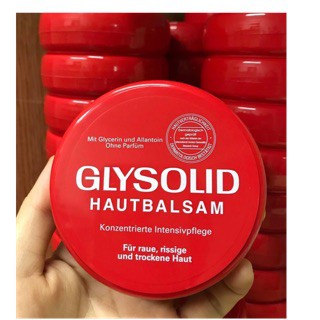 Mit Glycerin und Allantoin
Ohne Parfüm
GLYSOLID
HAUTBALSAM
Konzentrierte Intensivpflege
Für raue, rissige
und trockene Haut